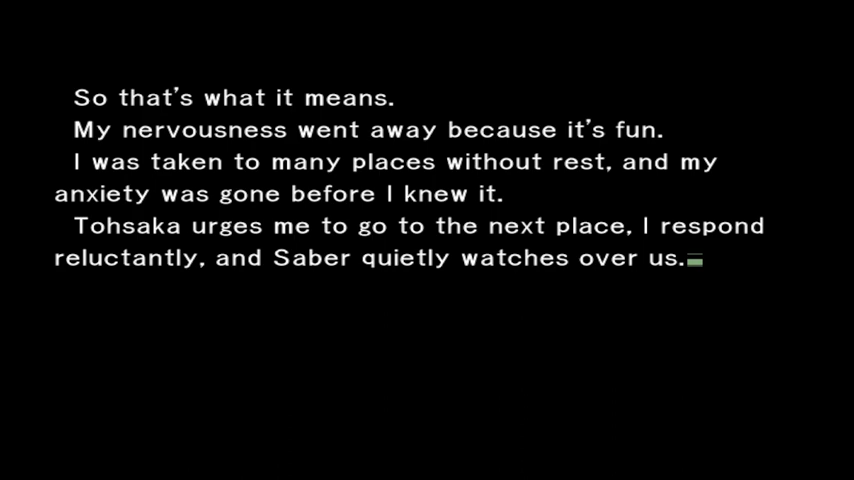 So that's what it means.
My nervousness went away because it's fun.
I was taken to many places without rest, and my
anxiety was gone before I knew it.
Tohsaka urges me to go to the next place, I respond
reluctantly, and Saber quietly watches over us.